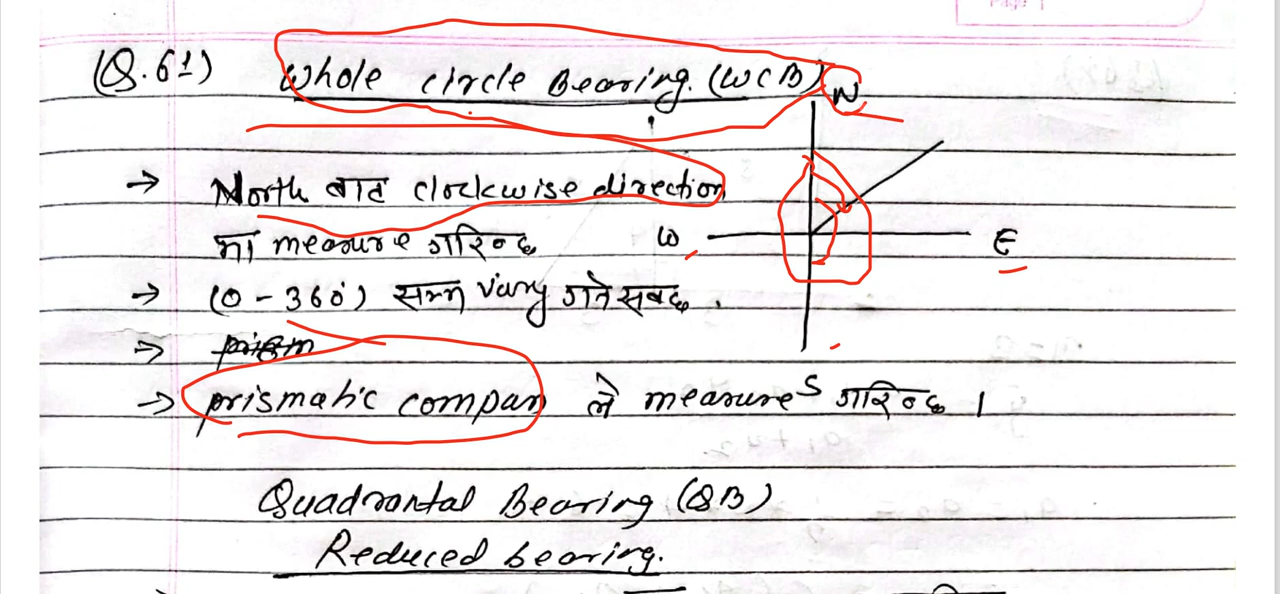 (Q.61) Whole circle Bearing. (WCB)
N
→ North बाट clockwise direction
मा measure गरिन्छ
W E
→ (0 - 360°) सम्म vary गर्न सक्छ.
→ prism
→ prismatic compass ले measure गरिन्छ ।
S
Quadrantal Bearing (QB)
Reduced bearing.